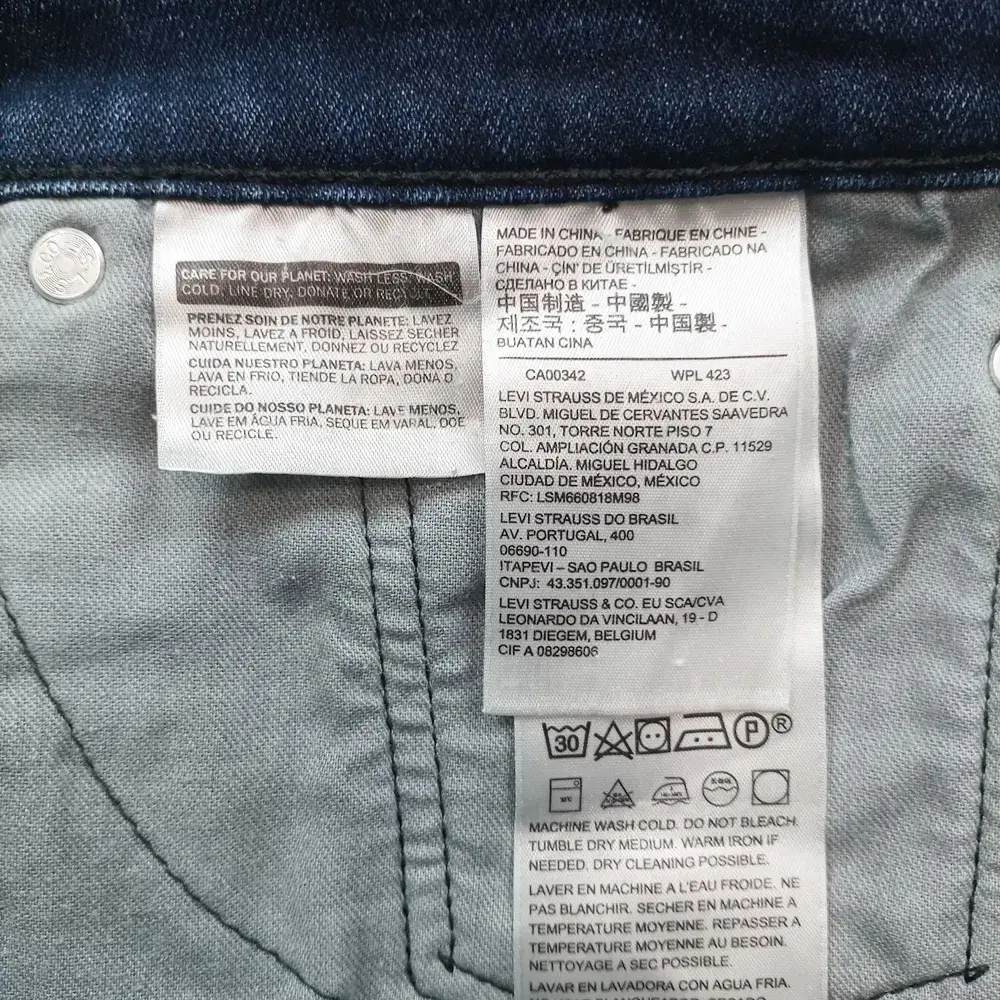 CARE FOR OUR PLANET: WASH LESS, WASH
COLD, LINE DRY, DONATE OR RECYCLE
PRENEZ SOIN DE NOTRE PLANETE: LAVEZ
MOINS, LAVEZ A FROID, LAISSEZ SECHER
NATURELLEMENT, DONNEZ OU RECYCLEZ
CUIDA NUESTRO PLANETA: LAVA MENOS,
LAVA EN FRIO, TIENDE LA ROPA, DONA O
RECICLA.
CUIDE DO NOSSO PLANETA: LAVE MENOS,
LAVE EM ÁGUA FRIA, SEQUE EM VARAL, DOE
OU RECICLE.
MADE IN CHINA - FABRIQUE EN CHINE -
FABRICADO EN CHINA - FABRICADO NA
CHINA - ÇİN' DE ÜRETİLMİŞTİR -
СДЕЛАНО В КИТАЕ -
中国制造 - 中國製 -
제조국 : 중국 - 中国製 -
BUATAN CINA
CA00342 WPL 423
LEVI STRAUSS DE MÉXICO S.A. DE C.V.
BLVD. MIGUEL DE CERVANTES SAAVEDRA
NO. 301, TORRE NORTE PISO 7
COL. AMPLIACIÓN GRANADA C.P. 11529
ALCALDÍA. MIGUEL HIDALGO
CIUDAD DE MÉXICO, MÉXICO
RFC: LSM660818M98
LEVI STRAUSS DO BRASIL
AV. PORTUGAL, 400
06690-110
ITAPEVI – SAO PAULO BRASIL
CNPJ: 43.351.097/0001-90
LEVI STRAUSS & CO. EU SCA/CVA
LEONARDO DA VINCILAAN, 19 - D
1831 DIEGEM, BELGIUM
CIF A 08298606
30 P ®
MACHINE WASH COLD. DO NOT BLEACH.
TUMBLE DRY MEDIUM. WARM IRON IF
NEEDED. DRY CLEANING POSSIBLE.
LAVER EN MACHINE A L'EAU FROIDE. NE
PAS BLANCHIR. SECHER EN MACHINE A
TEMPERATURE MOYENNE. REPASSER A
TEMPERATURE MOYENNE AU BESOIN.
NETTOYAGE A SEC POSSIBLE.
LAVAR EN LAVADORA CON AGUA FRIA.